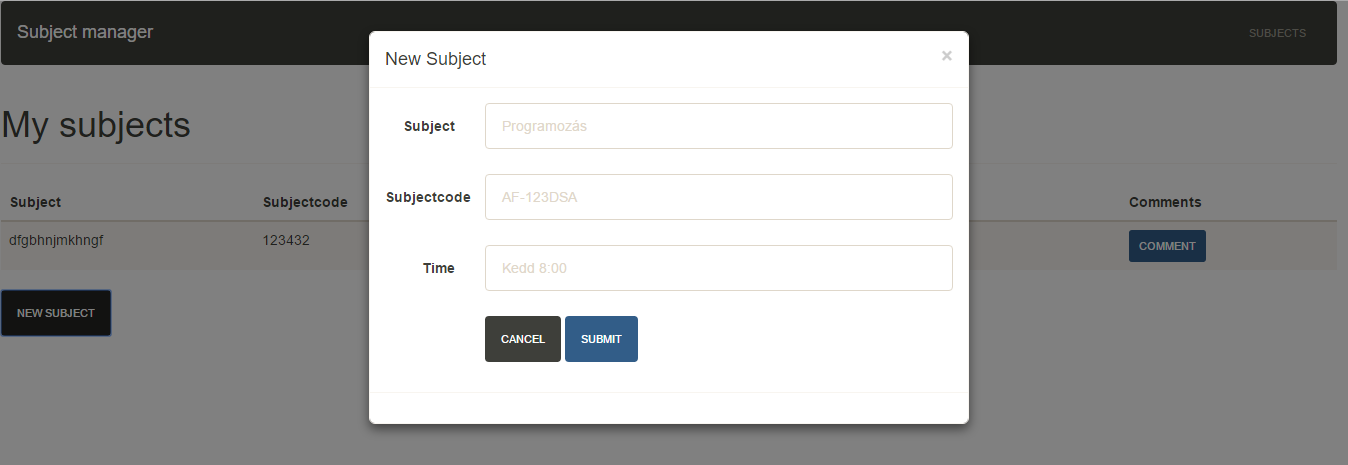 Subject manager
SUBJECTS
New Subject
×
My subjects
Subject
Programozás
Subjectcode
AF-123DSA
Time
Kedd 8:00
CANCEL SUBMIT
Subject Subjectcode Comments
dfgbhnjmkhngf 123432 COMMENT
NEW SUBJECT